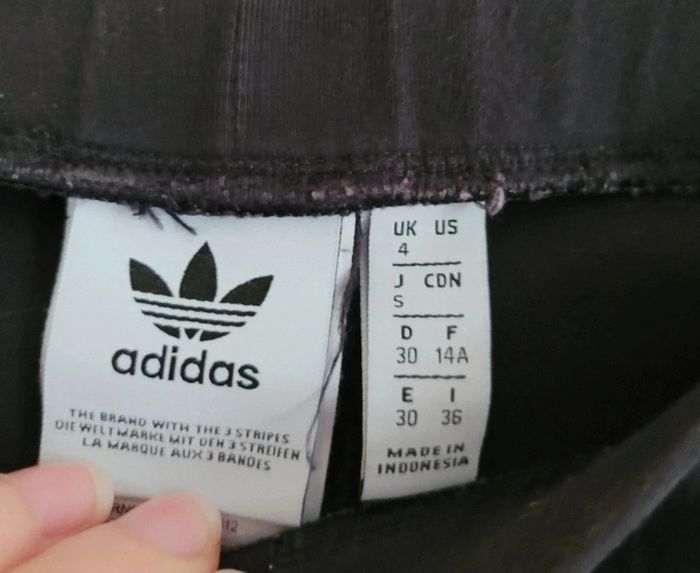 adidas
THE BRAND WITH THE 3 STRIPES
DIE WELTMARKE MIT DEN 3 STREIFEN
LA MARQUE AUX 3 BANDES
12
UK US
4
J CDN
S
D F
30 14A
E I
30 36
MADE IN
INDONESIA